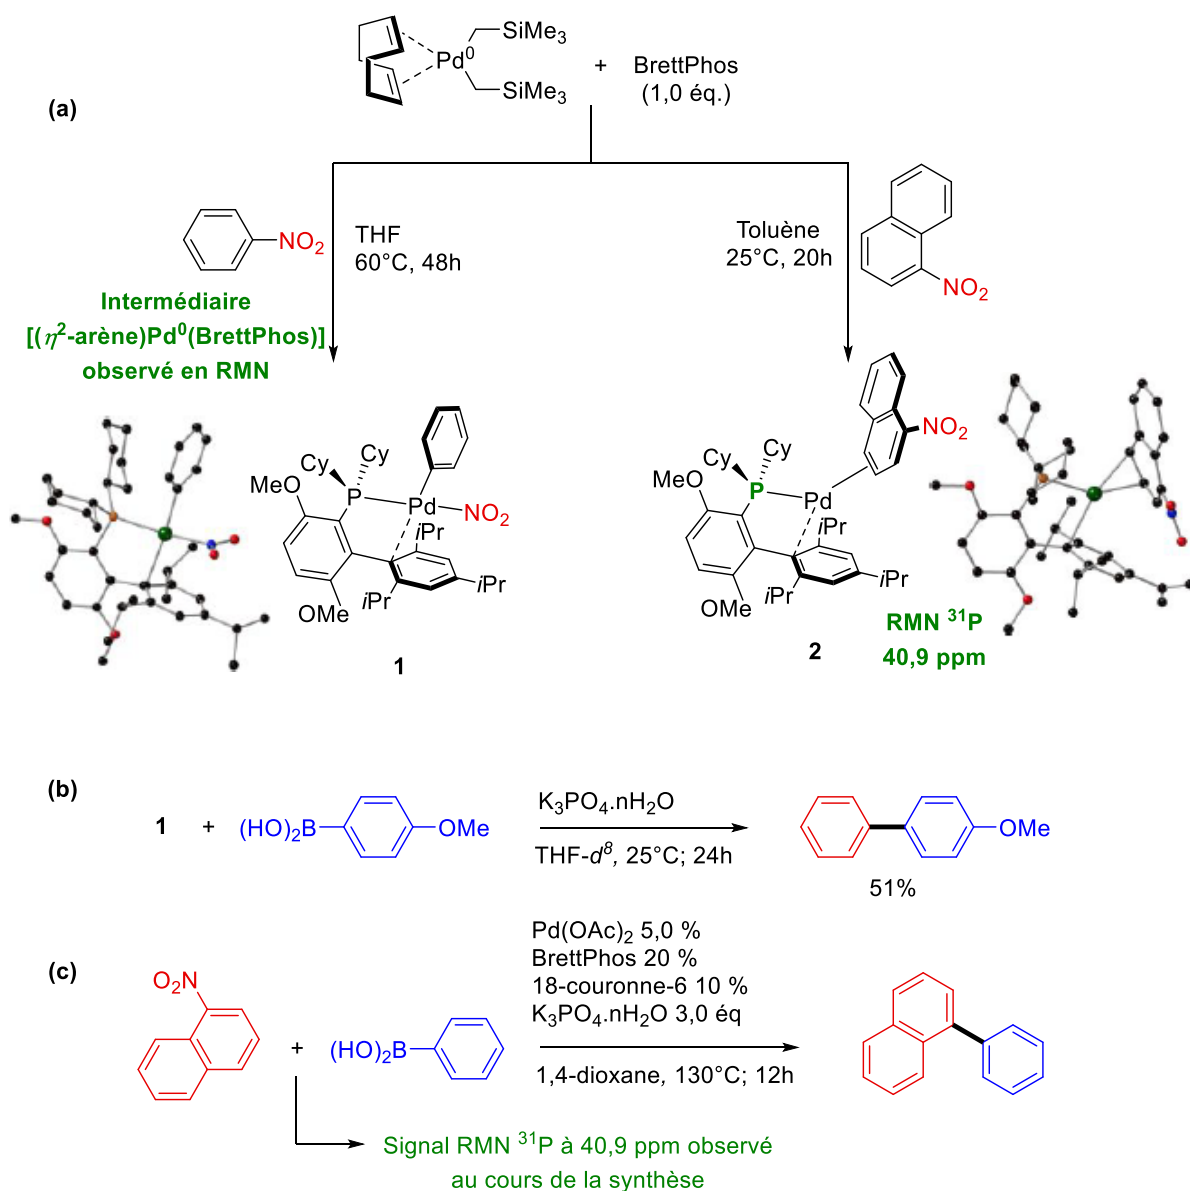 SiMe3
Pd0
SiMe3
+
BrettPhos
(1,0 éq.)
(a)
NO2
THF
60°C, 48h
Toluène
25°C, 20h
NO2
Intermédiaire
[(η2-arène)Pd0(BrettPhos)]
observé en RMN
Cy
Cy
MeO
P
Pd
NO2
iPr
iPr
iPr
OMe
1
NO2
Cy
Cy
MeO
P
Pd
iPr
iPr
iPr
OMe
2
RMN 31P
40,9 ppm
(b)
1 + (HO)2B OMe
K3PO4.nH2O
THF-d8, 25°C; 24h
OMe
51%
(c)
O2N
+
(HO)2B
Pd(OAc)2 5,0 %
BrettPhos 20 %
18-couronne-6 10 %
K3PO4.nH2O 3,0 éq
1,4-dioxane, 130°C; 12h
Signal RMN 31P à 40,9 ppm observé
au cours de la synthèse